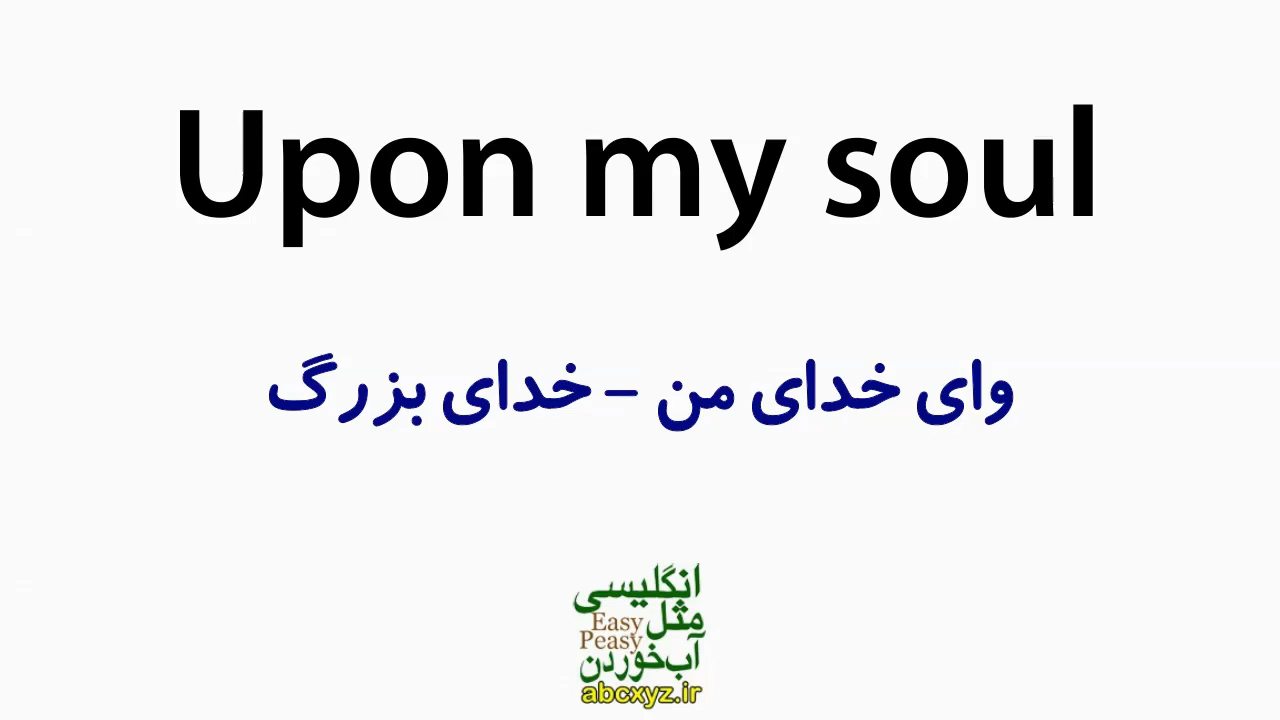 Upon my soul
وای خدای من – خدای بزرگ
انگلیسی
مثل Easy
Peasy
آب‌خوردن
abcxyz.ir